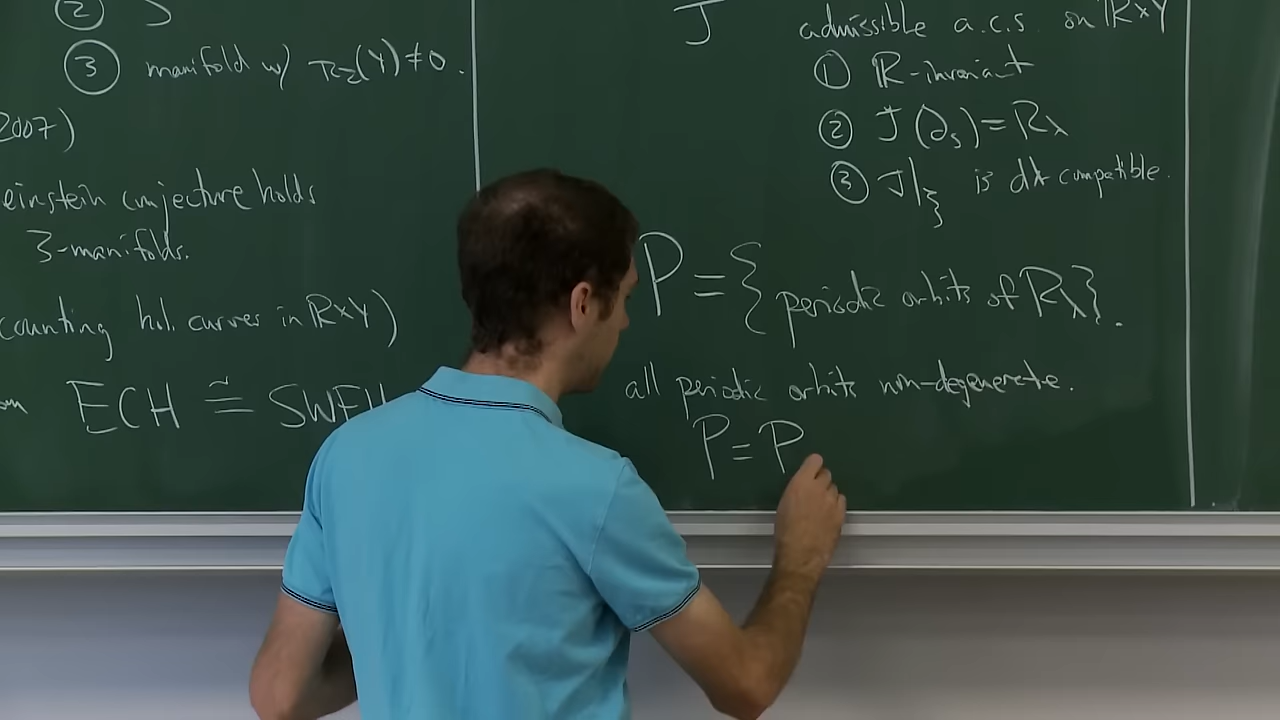 ② S
③ manifold w/ π₂(Y)≠0.
2007)
einstein conjecture holds
3-manifolds.
counting hol. curves in ℝ×Y)
ECH ≅ SWFH
J admissible a.c.s. on ℝ×Y
① ℝ-invariant
② J(∂s)=Rλ
③ J|ξ is dλ compatible.
P={periodic orbits of Rλ}.
all periodic orbits non-degenerate.
P=P